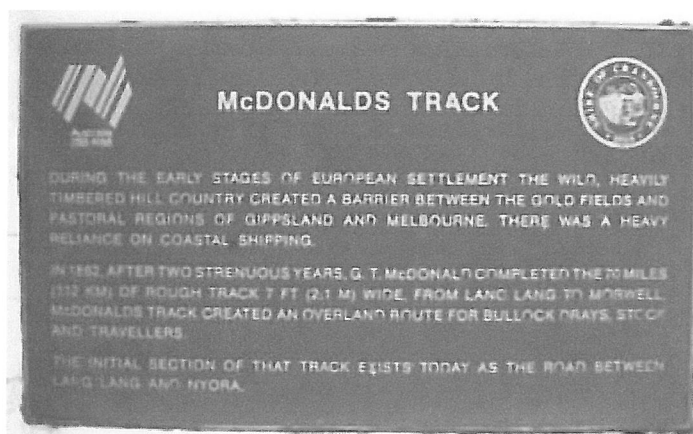 McDONALDS TRACK
SHIRE OF CRANBOURNE
DURING THE EARLY STAGES OF EUROPEAN SETTLEMENT THE WILD, HEAVILY
TIMBERED HILL COUNTRY CREATED A BARRIER BETWEEN THE GOLD FIELDS AND
PASTORAL REGIONS OF GIPPSLAND AND MELBOURNE. THERE WAS A HEAVY
RELIANCE ON COASTAL SHIPPING.
IN 1862, AFTER TWO STRENUOUS YEARS, G. T. McDONALD COMPLETED THE 70 MILES
(112 KM) OF ROUGH TRACK 7 FT (2.1 M) WIDE, FROM LANG LANG TO MORWELL.
McDONALDS TRACK CREATED AN OVERLAND ROUTE FOR BULLOCK DRAYS, STOCK
AND TRAVELLERS.
THE INITIAL SECTION OF THAT TRACK EXISTS TODAY AS THE ROAD BETWEEN
LANG LANG AND NYORA.